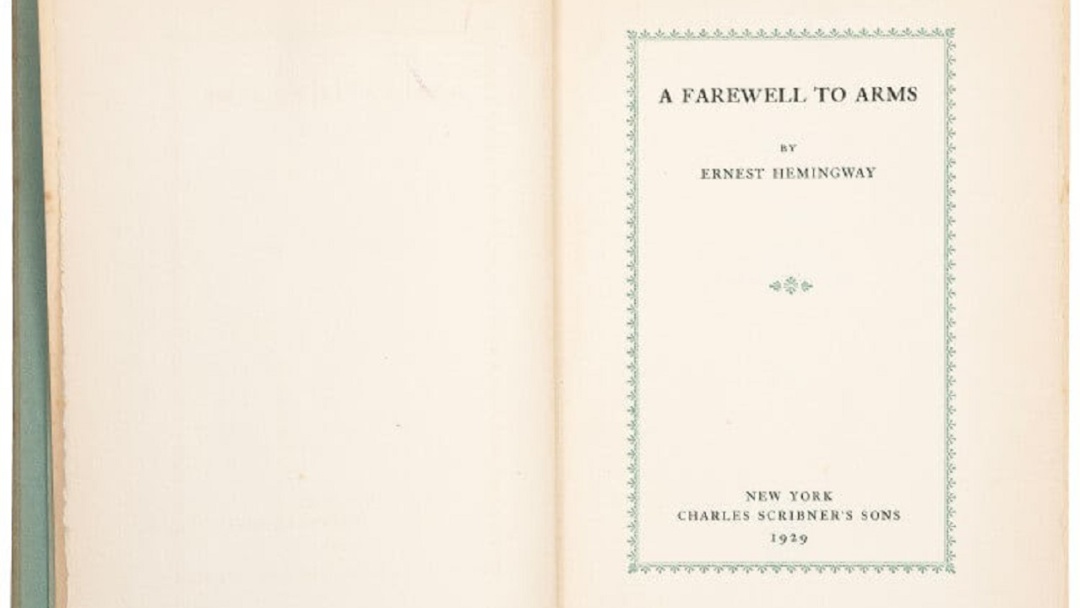 A FAREWELL TO ARMS
BY
ERNEST HEMINGWAY
NEW YORK
CHARLES SCRIBNER'S SONS
1929